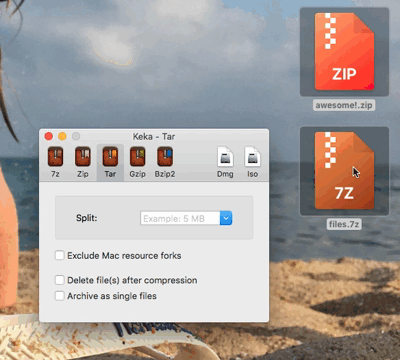 ZIP
awesome!.zip
Keka - Tar
7z Zip Tar Gzip Bzip2 Dmg Iso
7Z
Split: Example: 5 MB
files.7z
Exclude Mac resource forks
Delete file(s) after compression
Archive as single files